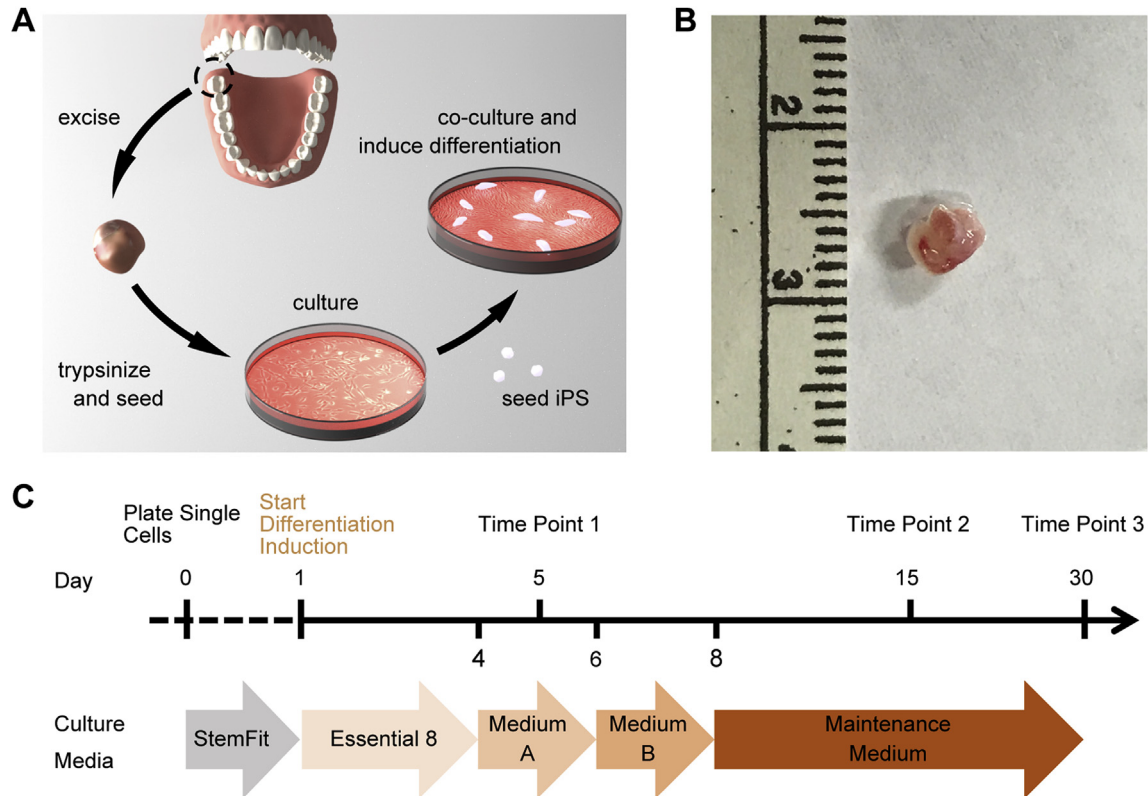 A
excise
co-culture and
induce differentiation
culture
trypsinize
and seed
seed iPS
B
2
3
C
Plate Single
Cells
Start
Differentiation
Induction
Time Point 1
Time Point 2
Time Point 3
Day
0
1
5
15
30
4
6
8
Culture
Media
StemFit
Essential 8
Medium
A
Medium
B
Maintenance
Medium